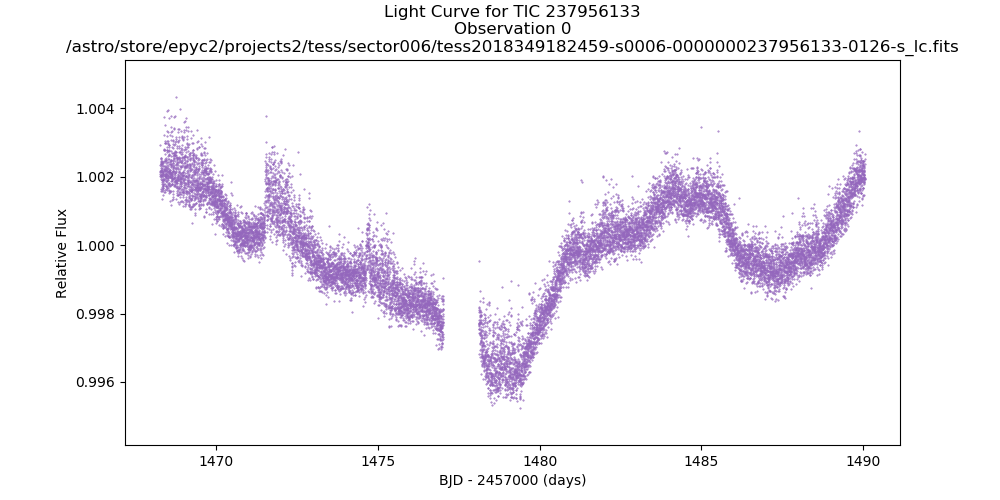 Light Curve for TIC 237956133
Observation 0
/astro/store/epyc2/projects2/tess/sector006/tess2018349182459-s0006-0000000237956133-0126-s_lc.fits
1.004
1.002
1.000
0.998
0.996
Relative Flux
1470
1475
1480
1485
1490
BJD - 2457000 (days)